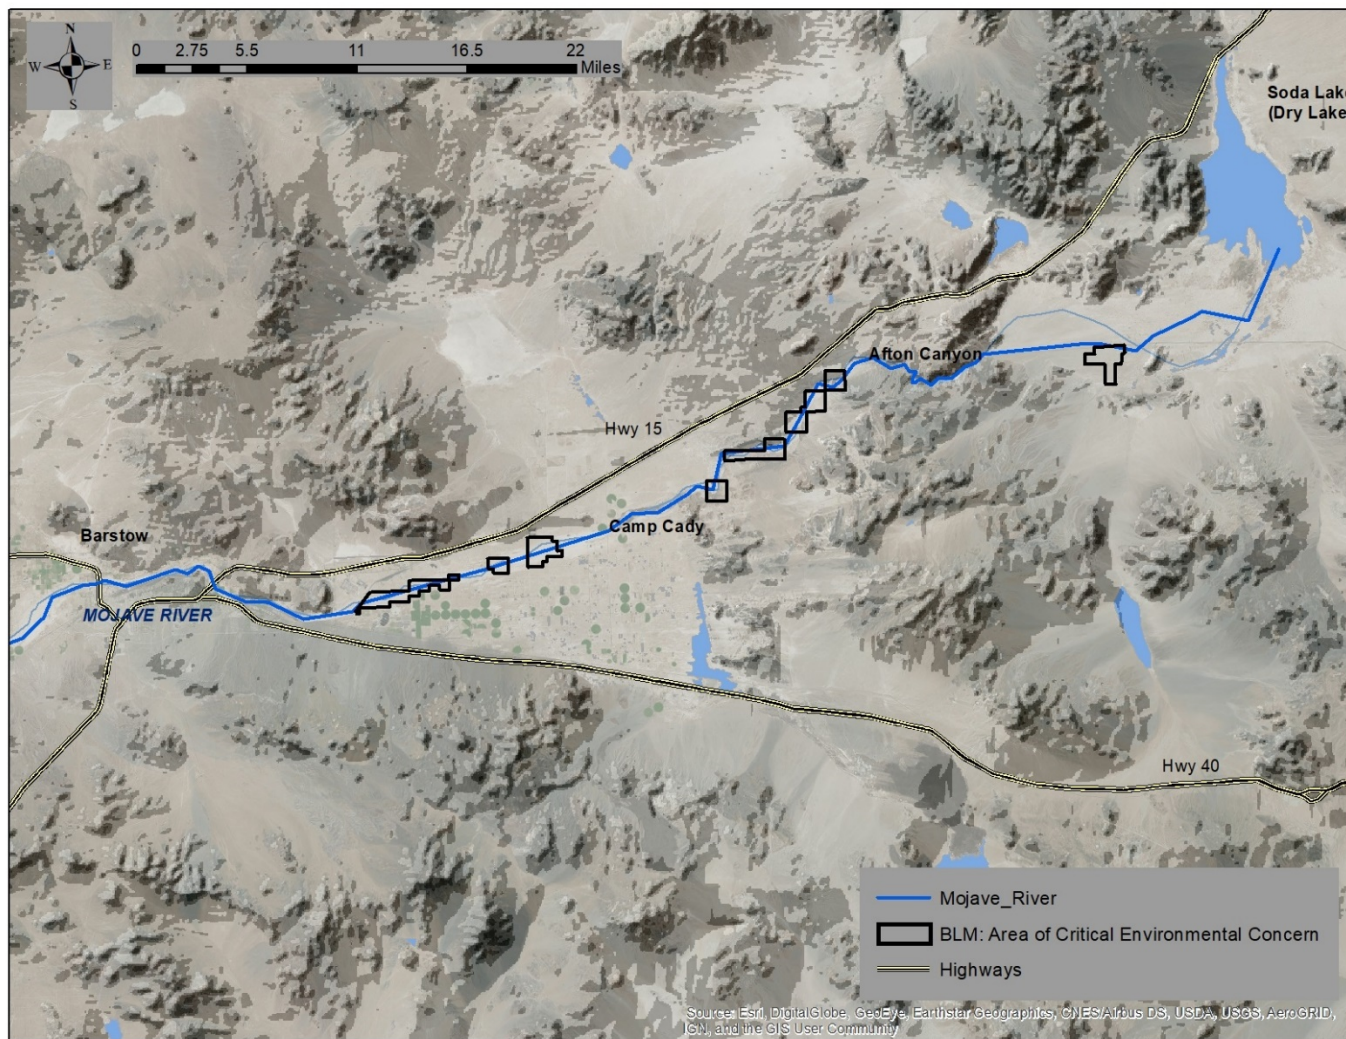 N
W E
S
0 2.75 5.5 11 16.5 22
Miles
Soda Lake
(Dry Lake
Afton Canyon
Hwy 15
Camp Cady
Barstow
MOJAVE RIVER
Hwy 40
Mojave_River
BLM: Area of Critical Environmental Concern
Highways
Source: Esri, DigitalGlobe, GeoEye, Earthstar Geographics, CNES/Airbus DS, USDA, USGS, AeroGRID,
IGN, and the GIS User Community